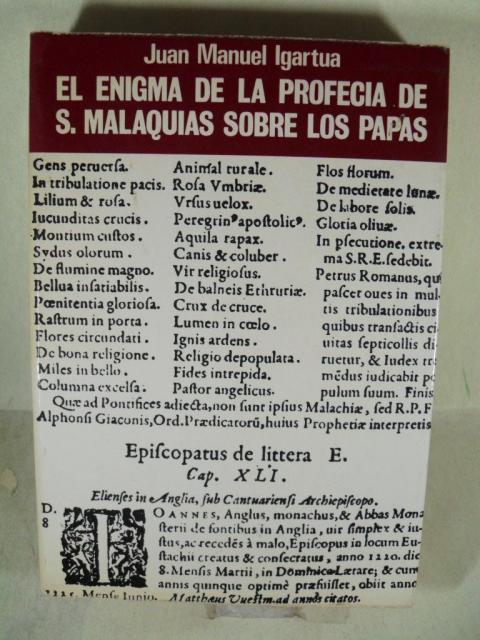 Juan Manuel Igartua
EL ENIGMA DE LA PROFECIA DE
S. MALAQUIAS SOBRE LOS PAPAS
Gens peruersa.
In tribulatione pacis.
Lilium & rosa.
Iucunditas crucis.
Montium custos.
Sydus olorum.
De flumine magno.
Bellua insatiabilis.
Pœnitentia gloriosa.
Rastrum in porta.
Flores circundati.
De bona religione.
Miles in bello.
Columna excelsa.
Animal rurale.
Rosa Vmbriæ.
Vrsus uelox.
Peregrin⁹ apostolic⁹.
Aquila rapax.
Canis & coluber.
Vir religiosus.
De balneis Ethruriæ.
Crux de cruce.
Lumen in cœlo.
Ignis ardens.
Religio depopulata.
Fides intrepida.
Pastor angelicus.
Flos florum.
De medietate lunæ.
De labore solis.
Gloria oliuæ.
In psecutione. extre-
ma S.R.E. sedebit.
Petrus Romanus, qui
pascet oues in mul-
tis tribulationibus
quibus transactis ci
uitas septicollis di
ruetur, & Iudex tre
mẽdus iudicabit po
pulum suum. Finis
Quæ ad Pontifices adiecta, non sunt ipsius Malachiæ, sed R.P.F
Alphonsi Giaconis, Ord. Prædicatorũ, huius Prophetiæ interpretis
Episcopatus de littera E.
Cap. XLI.
Elienses in Anglia, sub Cantuariensi Archiepiscopo.
D.
8
IOANNES, Anglus, monachus, & Abbas Mona
sterii de fontibus in Anglia, uir simplex & iu-
stus, ac recedẽs à malo, Episcopus in locum Eu-
stachii creatus & consecratus, anno 1220. die
8. Mensis Martii, in Dominica Lætare; & cum
annis quinque optimè præfuisset, obiit anno
1225. Mense Iunio. Matthæus Vuestm. ad annos citatos.